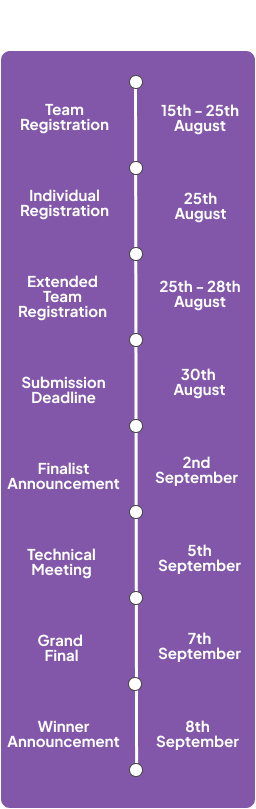 Team
Registration
15th – 25th
August
Individual
Registration
25th
August
Extended
Team
Registration
25th – 28th
August
Submission
Deadline
30th
August
Finalist
Announcement
2nd
September
Technical
Meeting
5th
September
Grand
Final
7th
September
Winner
Announcement
8th
September